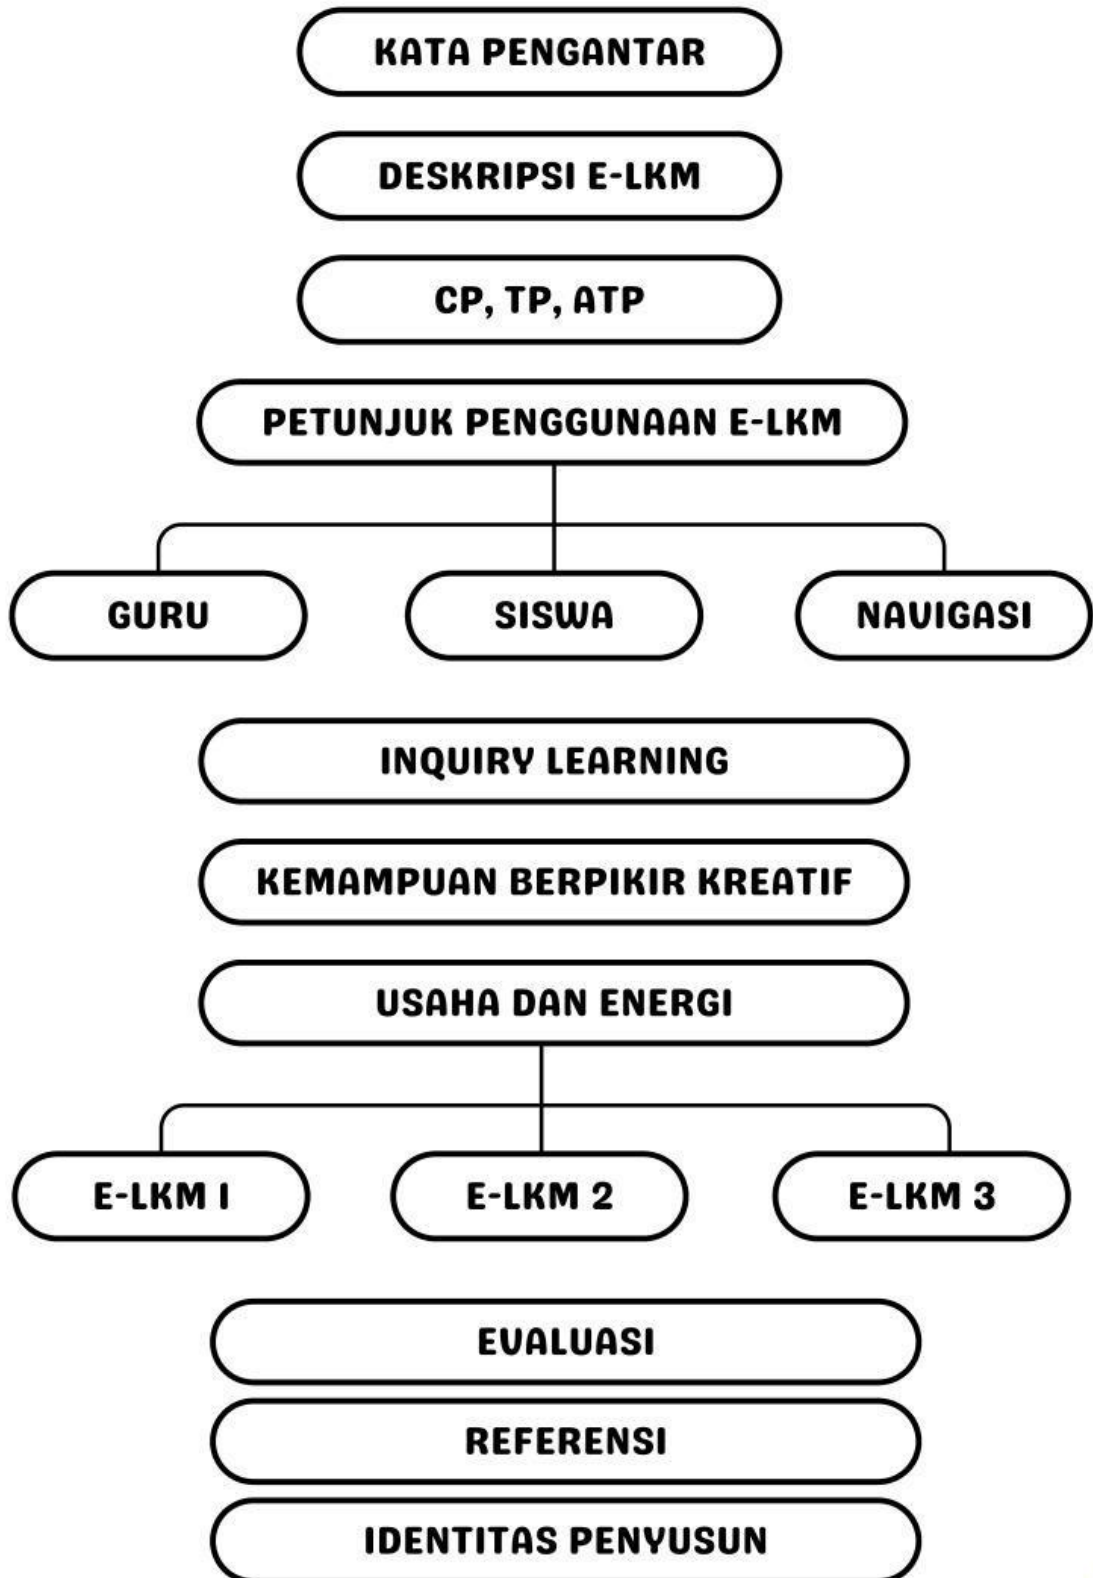 KATA PENGANTAR
DESKRIPSI E-LKM
CP, TP, ATP
PETUNJUK PENGGUNAAN E-LKM
GURU
SISWA
NAVIGASI
INQUIRY LEARNING
KEMAMPUAN BERPIKIR KREATIF
USAHA DAN ENERGI
E-LKM 1
E-LKM 2
E-LKM 3
EVALUASI
REFERENSI
IDENTITAS PENYUSUN